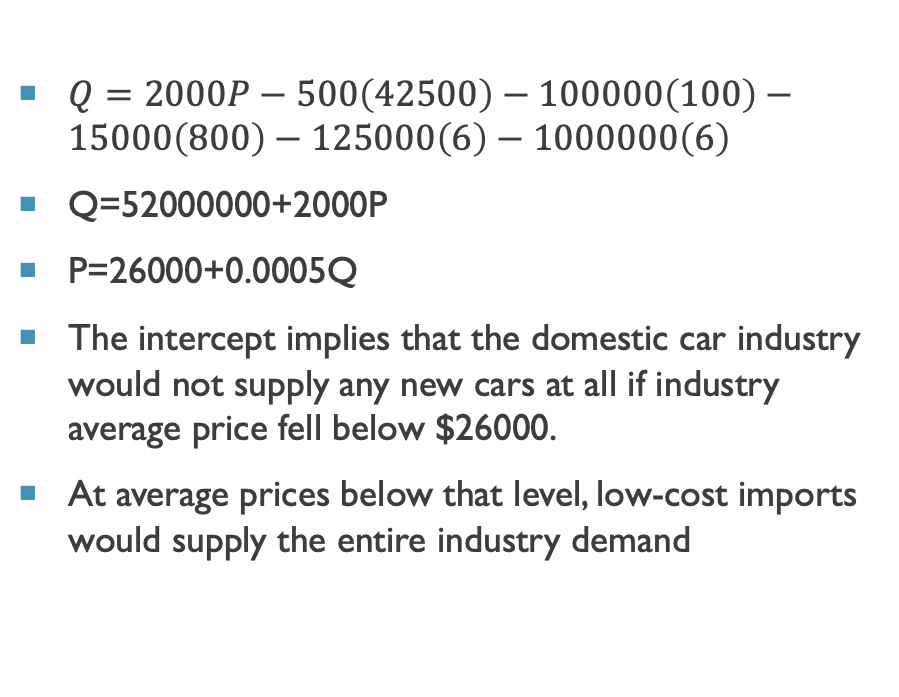 𝑄 = 2000𝑃 − 500(42500) − 100000(100) −
15000(800) − 125000(6) − 1000000(6)
Q=52000000+2000P
P=26000+0.0005Q
The intercept implies that the domestic car industry
would not supply any new cars at all if industry
average price fell below $26000.
At average prices below that level, low-cost imports
would supply the entire industry demand